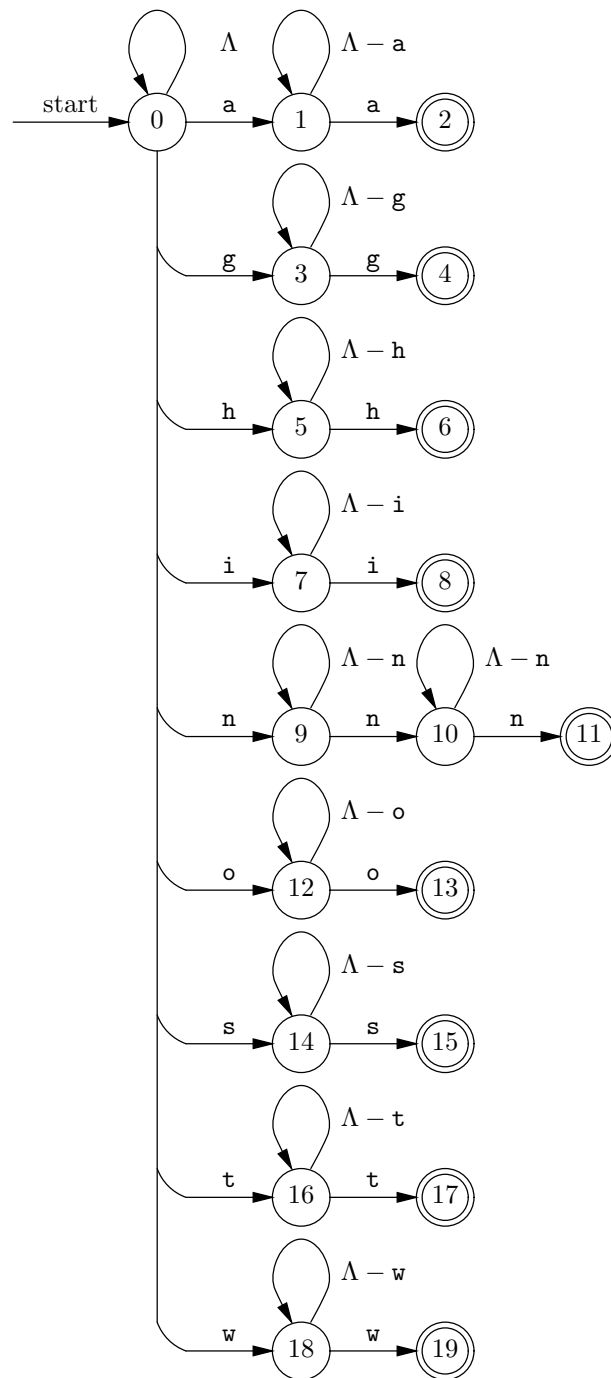 Λ Λ − a
start 0 a 1 a 2
Λ − g
g 3 g 4
Λ − h
h 5 h 6
Λ − i
i 7 i 8
Λ − n Λ − n
n 9 n 10 n 11
Λ − o
o 12 o 13
Λ − s
s 14 s 15
Λ − t
t 16 t 17
Λ − w
w 18 w 19